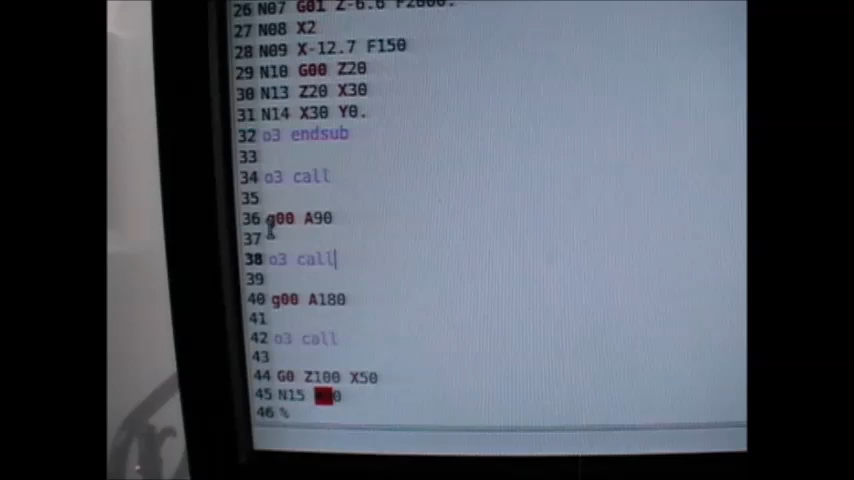 26 N07 G01 Z-6.6 F2000.
27 N08 X2
28 N09 X-12.7 F150
29 N10 G00 Z20
30 N13 Z20 X30
31 N14 X30 Y0.
32 o3 endsub
33
34 o3 call
35
36 g00 A90
37
38 o3 call
39
40 g00 A180
41
42 o3 call
43
44 G0 Z100 X50
45 N15
46 %